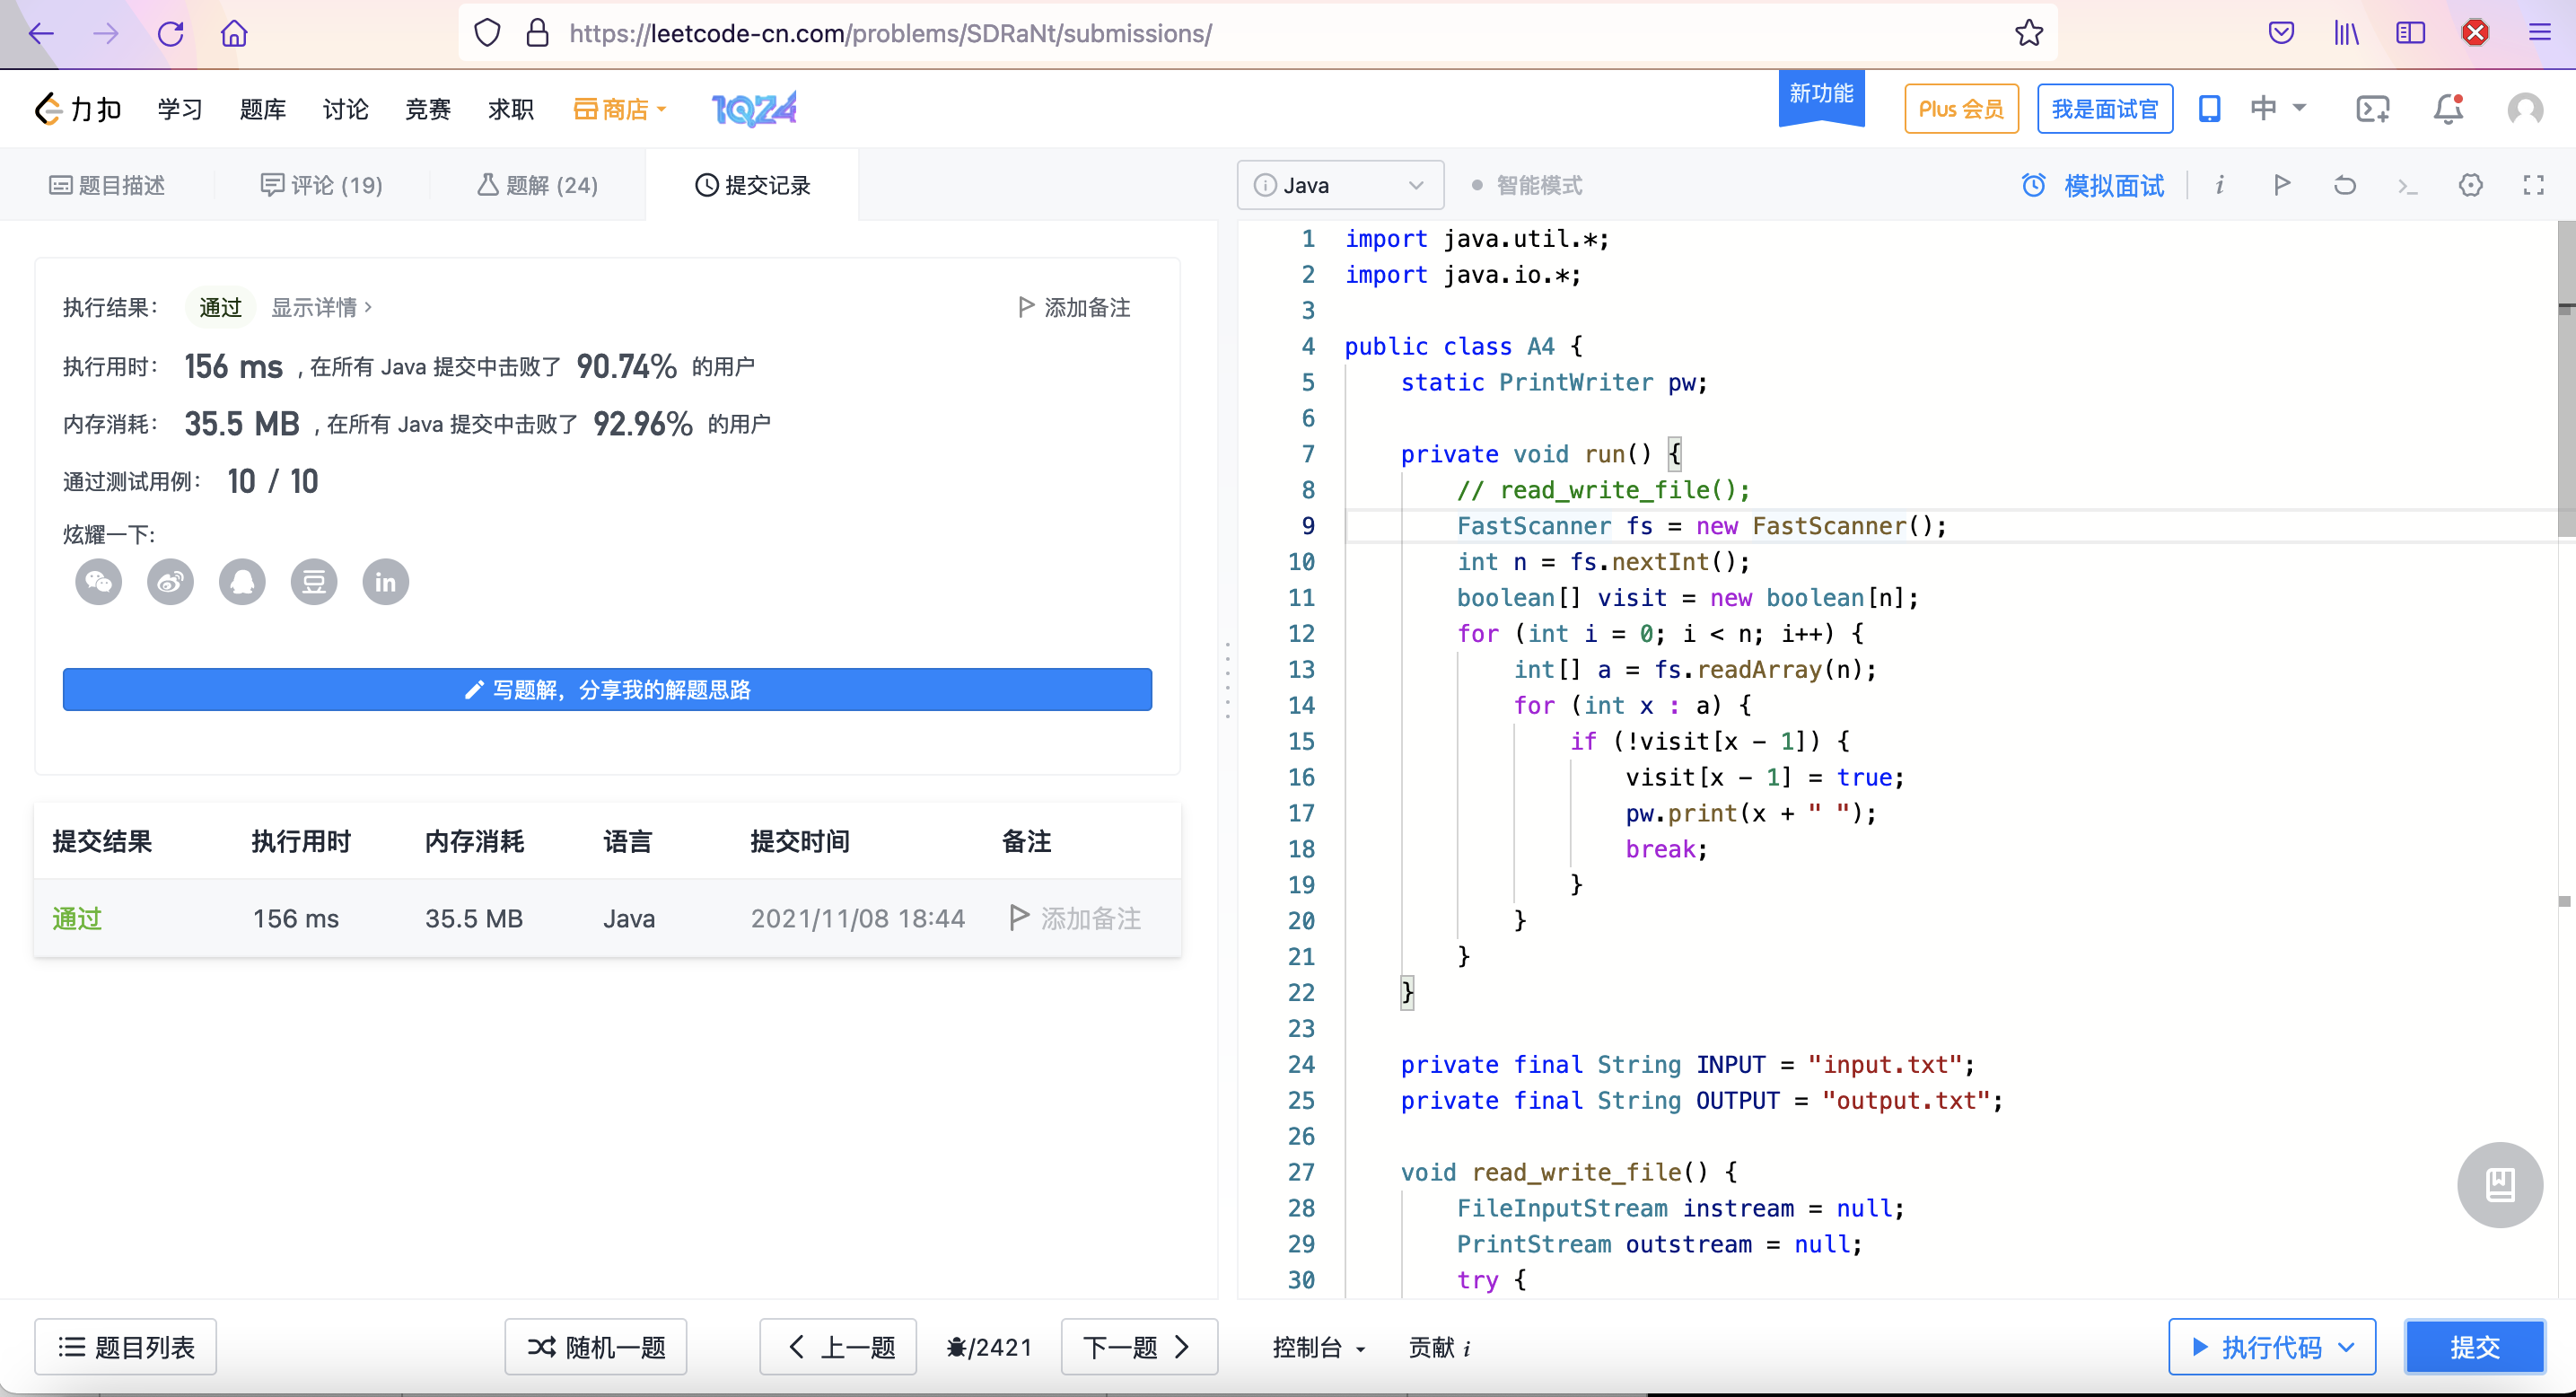 https://leetcode-cn.com/problems/SDRaNt/submissions/
力扣 学习 题库 讨论 竞赛 求职 商店 1024 新功能 Plus 会员 我是面试官 中
题目描述 评论 (19) 题解 (24) 提交记录
Java 智能模式 模拟面试
执行结果： 通过 显示详情 > 添加备注
执行用时： 156 ms , 在所有 Java 提交中击败了 90.74% 的用户
内存消耗： 35.5 MB , 在所有 Java 提交中击败了 92.96% 的用户
通过测试用例： 10 / 10
炫耀一下:
in
写题解，分享我的解题思路
提交结果 执行用时 内存消耗 语言 提交时间 备注
通过 156 ms 35.5 MB Java 2021/11/08 18:44 添加备注
1 import java.util.*;
2 import java.io.*;
3
4 public class A4 {
5 static PrintWriter pw;
6
7 private void run() {
8 // read_write_file();
9 FastScanner fs = new FastScanner();
10 int n = fs.nextInt();
11 boolean[] visit = new boolean[n];
12 for (int i = 0; i < n; i++) {
13 int[] a = fs.readArray(n);
14 for (int x : a) {
15 if (!visit[x - 1]) {
16 visit[x - 1] = true;
17 pw.print(x + " ");
18 break;
19 }
20 }
21 }
22 }
23
24 private final String INPUT = "input.txt";
25 private final String OUTPUT = "output.txt";
26
27 void read_write_file() {
28 FileInputStream instream = null;
29 PrintStream outstream = null;
30 try {
题目列表 随机一题 上一题 /2421 下一题 控制台 贡献 i 执行代码 提交